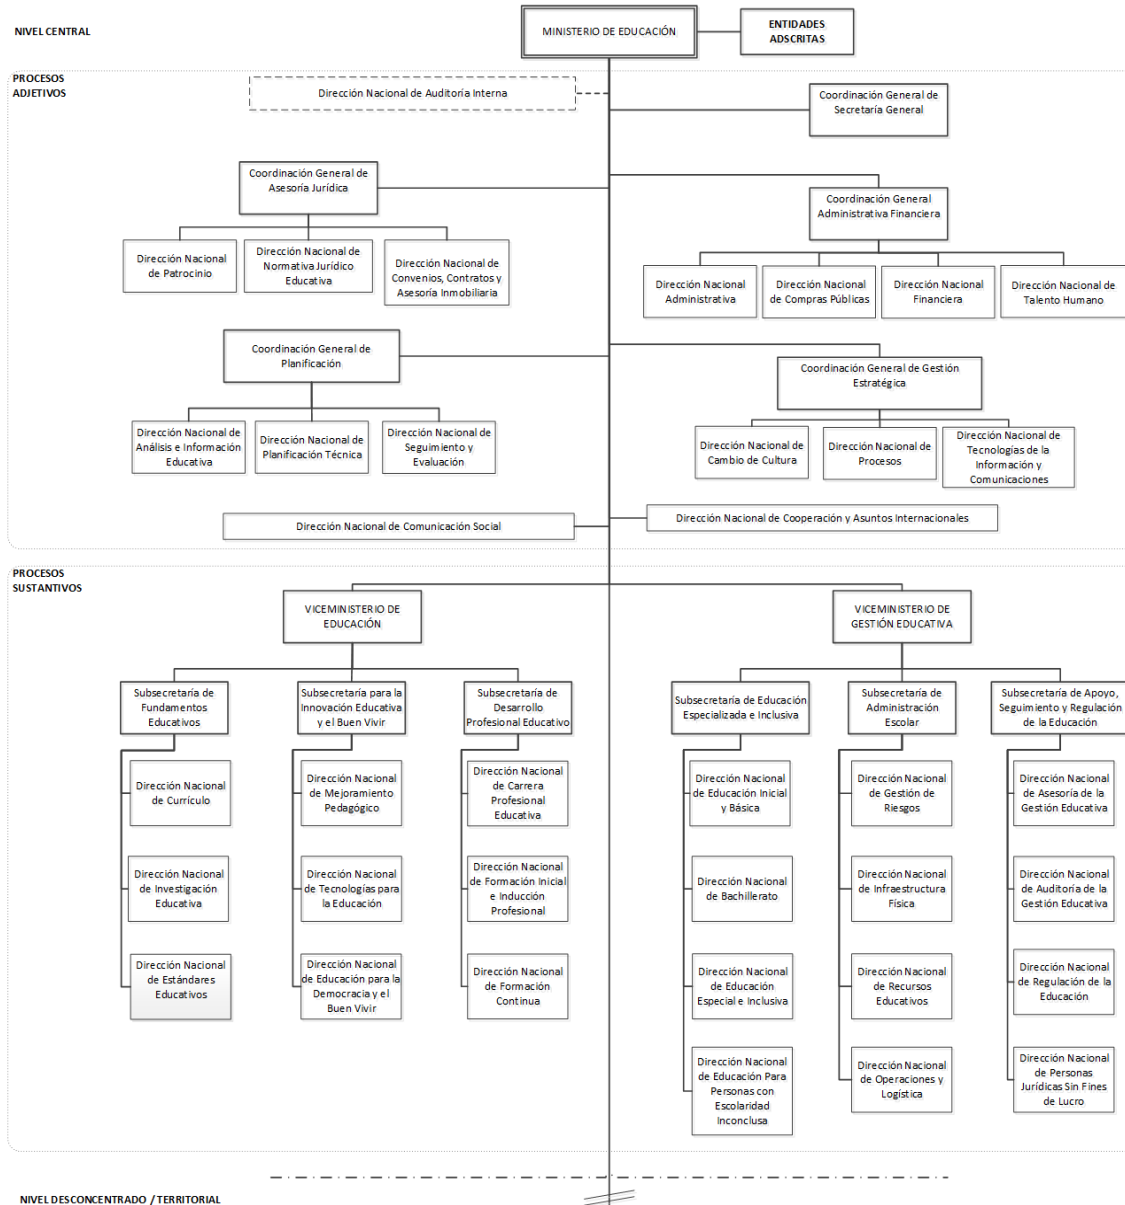 NIVEL CENTRAL
MINISTERIO DE EDUCACIÓN
ENTIDADES
ADSCRITAS
PROCESOS
ADJETIVOS
Dirección Nacional de Auditoría Interna
Coordinación General de
Secretaría General
Coordinación General de
Asesoría Jurídica
Coordinación General
Administrativa Financiera
Dirección Nacional
de Patrocinio
Dirección Nacional de
Normativa Jurídico
Educativa
Dirección Nacional de
Convenios, Contratos y
Asesoría Inmobiliaria
Dirección Nacional
Administrativa
Dirección Nacional
de Compras Públicas
Dirección Nacional
Financiera
Dirección Nacional de
Talento Humano
Coordinación General de
Planificación
Coordinación General de Gestión
Estratégica
Dirección Nacional de
Análisis e Información
Educativa
Dirección Nacional de
Planificación Técnica
Dirección Nacional de
Seguimiento y
Evaluación
Dirección Nacional de
Cambio de Cultura
Dirección Nacional de
Procesos
Dirección Nacional de
Tecnologías de la
Información y
Comunicaciones
Dirección Nacional de Comunicación Social
Dirección Nacional de Cooperación y Asuntos Internacionales
PROCESOS
SUSTANTIVOS
VICEMINISTERIO DE
EDUCACIÓN
VICEMINISTERIO DE
GESTIÓN EDUCATIVA
Subsecretaría de
Fundamentos
Educativos
Subsecretaría para la
Innovación Educativa
y el Buen Vivir
Subsecretaría de
Desarrollo
Profesional Educativo
Subsecretaría de Educación
Especializada e Inclusiva
Subsecretaría de
Administración
Escolar
Subsecretaría de Apoyo,
Seguimiento y Regulación
de la Educación
Dirección Nacional
de Currículo
Dirección Nacional
de Mejoramiento
Pedagógico
Dirección Nacional
de Carrera
Profesional
Educativa
Dirección Nacional
de Educación Inicial
y Básica
Dirección Nacional
de Gestión de
Riesgos
Dirección Nacional
de Asesoría de la
Gestión Educativa
Dirección Nacional
de Investigación
Educativa
Dirección Nacional
de Tecnologías para
la Educación
Dirección Nacional
de Formación Inicial
e Inducción
Profesional
Dirección Nacional
de Bachillerato
Dirección Nacional
de Infraestructura
Física
Dirección Nacional
de Auditoría de la
Gestión Educativa
Dirección Nacional
de Estándares
Educativos
Dirección Nacional
de Educación para la
Democracia y el
Buen Vivir
Dirección Nacional
de Formación
Continua
Dirección Nacional
de Educación
Especial e Inclusiva
Dirección Nacional
de Recursos
Educativos
Dirección Nacional
de Regulación de la
Educación
Dirección Nacional
de Educación Para
Personas con
Escolaridad
Inconclusa
Dirección Nacional
de Operaciones y
Logística
Dirección Nacional
de Personas
Jurídicas Sin Fines
de Lucro
NIVEL DESCONCENTRADO / TERRITORIAL